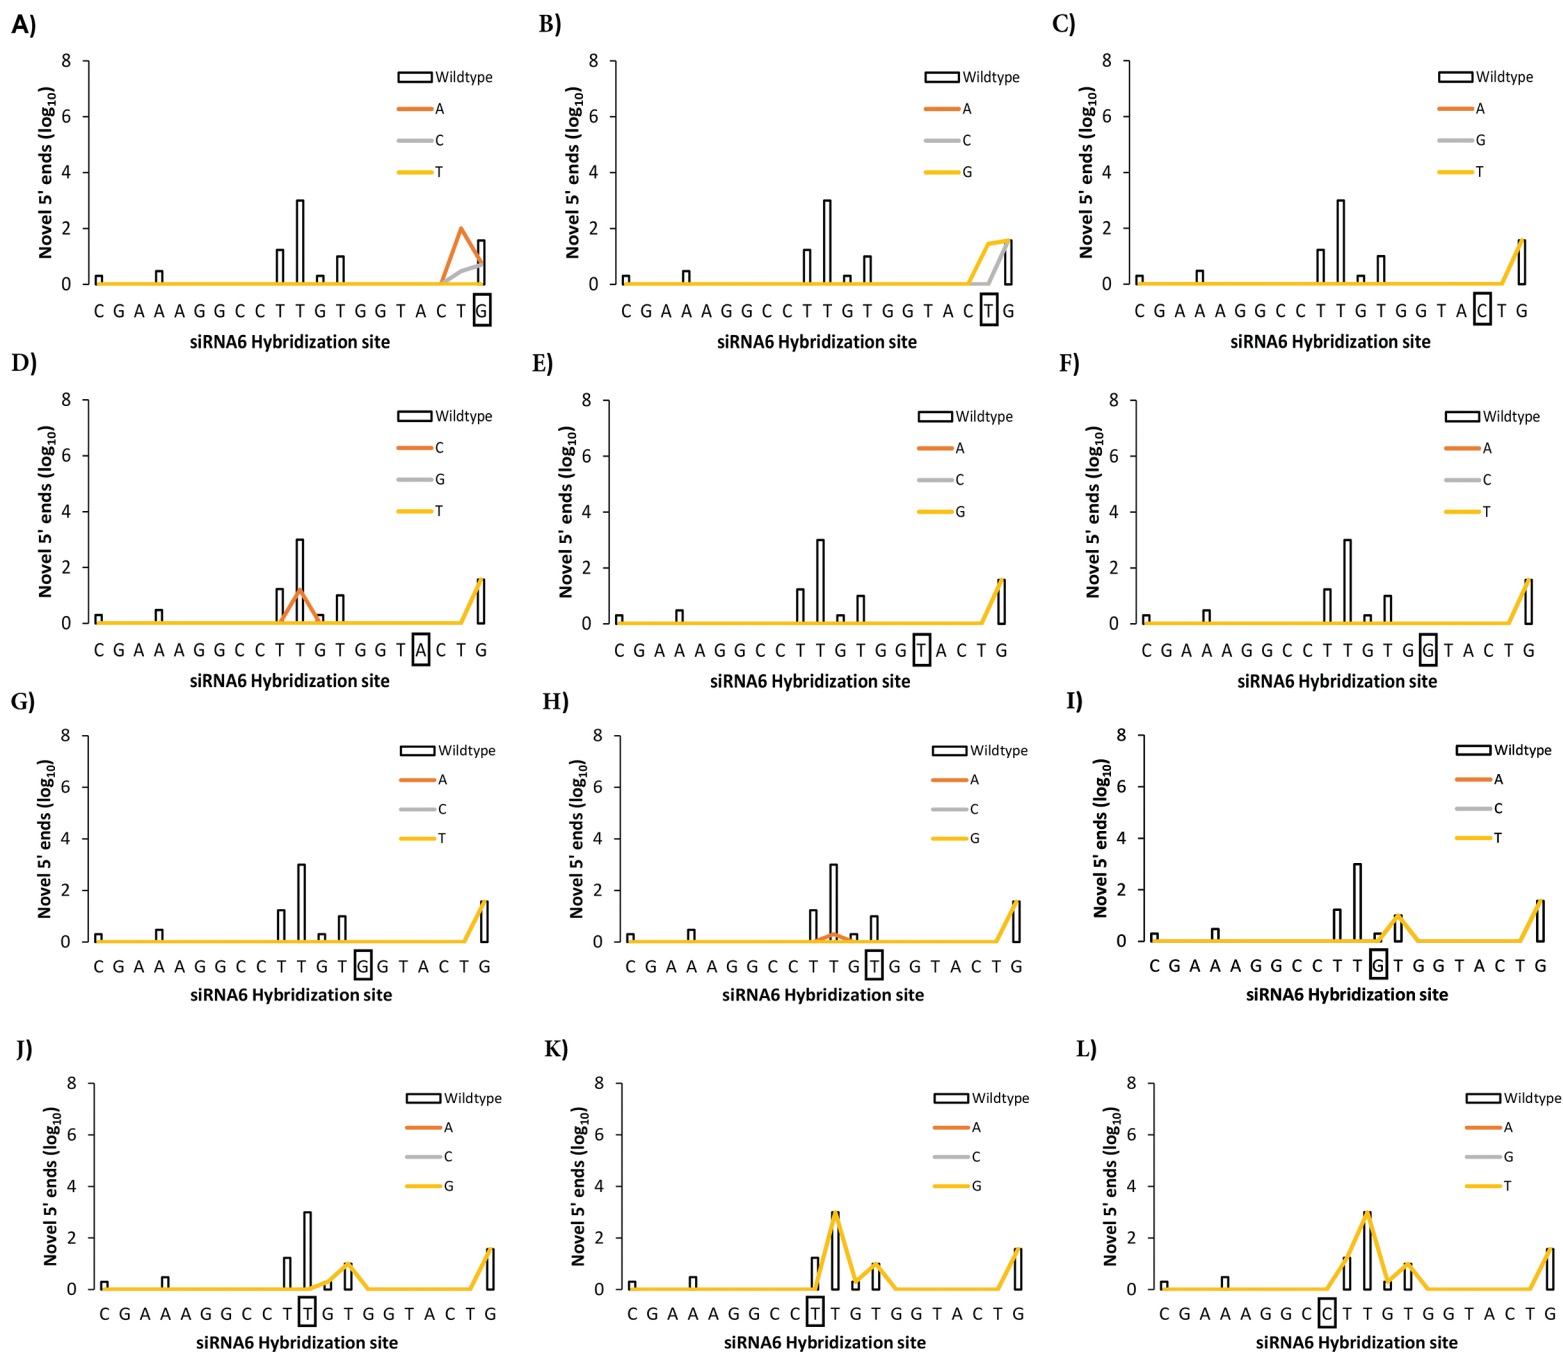 A)
Novel 5' ends (log10)
8
6
4
2
0
Wildtype
A
C
T
C G A A A G G C C T T G T G G T A C T G
siRNA6 Hybridization site
B)
Novel 5' ends (log10)
8
6
4
2
0
Wildtype
A
C
G
C G A A A G G C C T T G T G G T A C T G
siRNA6 Hybridization site
C)
Novel 5' ends (log10)
8
6
4
2
0
Wildtype
A
G
T
C G A A A G G C C T T G T G G T A C T G
siRNA6 Hybridization site
D)
Novel 5' ends (log10)
8
6
4
2
0
Wildtype
C
G
T
C G A A A G G C C T T G T G G T A C T G
siRNA6 Hybridization site
E)
Novel 5' ends (log10)
8
6
4
2
0
Wildtype
A
C
G
C G A A A G G C C T T G T G G T A C T G
siRNA6 Hybridization site
F)
Novel 5' ends (log10)
8
6
4
2
0
Wildtype
A
C
T
C G A A A G G C C T T G T G G T A C T G
siRNA6 Hybridization site
G)
Novel 5' ends (log10)
8
6
4
2
0
Wildtype
A
C
T
C G A A A G G C C T T G T G G T A C T G
siRNA6 Hybridization site
H)
Novel 5' ends (log10)
8
6
4
2
0
Wildtype
A
C
G
C G A A A G G C C T T G T G G T A C T G
siRNA6 Hybridization site
I)
Novel 5' ends (log10)
8
6
4
2
0
Wildtype
A
C
T
C G A A A G G C C T T G T G G T A C T G
siRNA6 Hybridization site
J)
Novel 5' ends (log10)
8
6
4
2
0
Wildtype
A
C
G
C G A A A G G C C T T G T G G T A C T G
siRNA6 Hybridization site
K)
Novel 5' ends (log10)
8
6
4
2
0
Wildtype
A
C
G
C G A A A G G C C T T G T G G T A C T G
siRNA6 Hybridization site
L)
Novel 5' ends (log10)
8
6
4
2
0
Wildtype
A
G
T
C G A A A G G C C T T G T G G T A C T G
siRNA6 Hybridization site